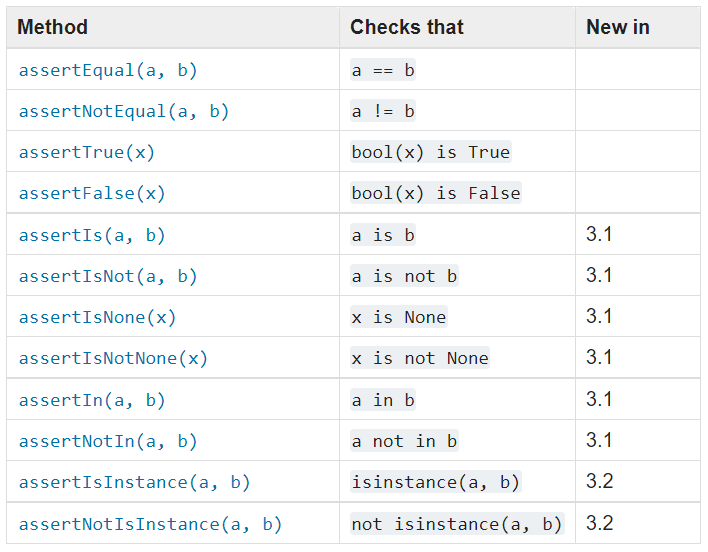 Method Checks that New in
assertEqual(a, b) a == b
assertNotEqual(a, b) a != b
assertTrue(x) bool(x) is True
assertFalse(x) bool(x) is False
assertIs(a, b) a is b 3.1
assertIsNot(a, b) a is not b 3.1
assertIsNone(x) x is None 3.1
assertIsNotNone(x) x is not None 3.1
assertIn(a, b) a in b 3.1
assertNotIn(a, b) a not in b 3.1
assertIsInstance(a, b) isinstance(a, b) 3.2
assertNotIsInstance(a, b) not isinstance(a, b) 3.2